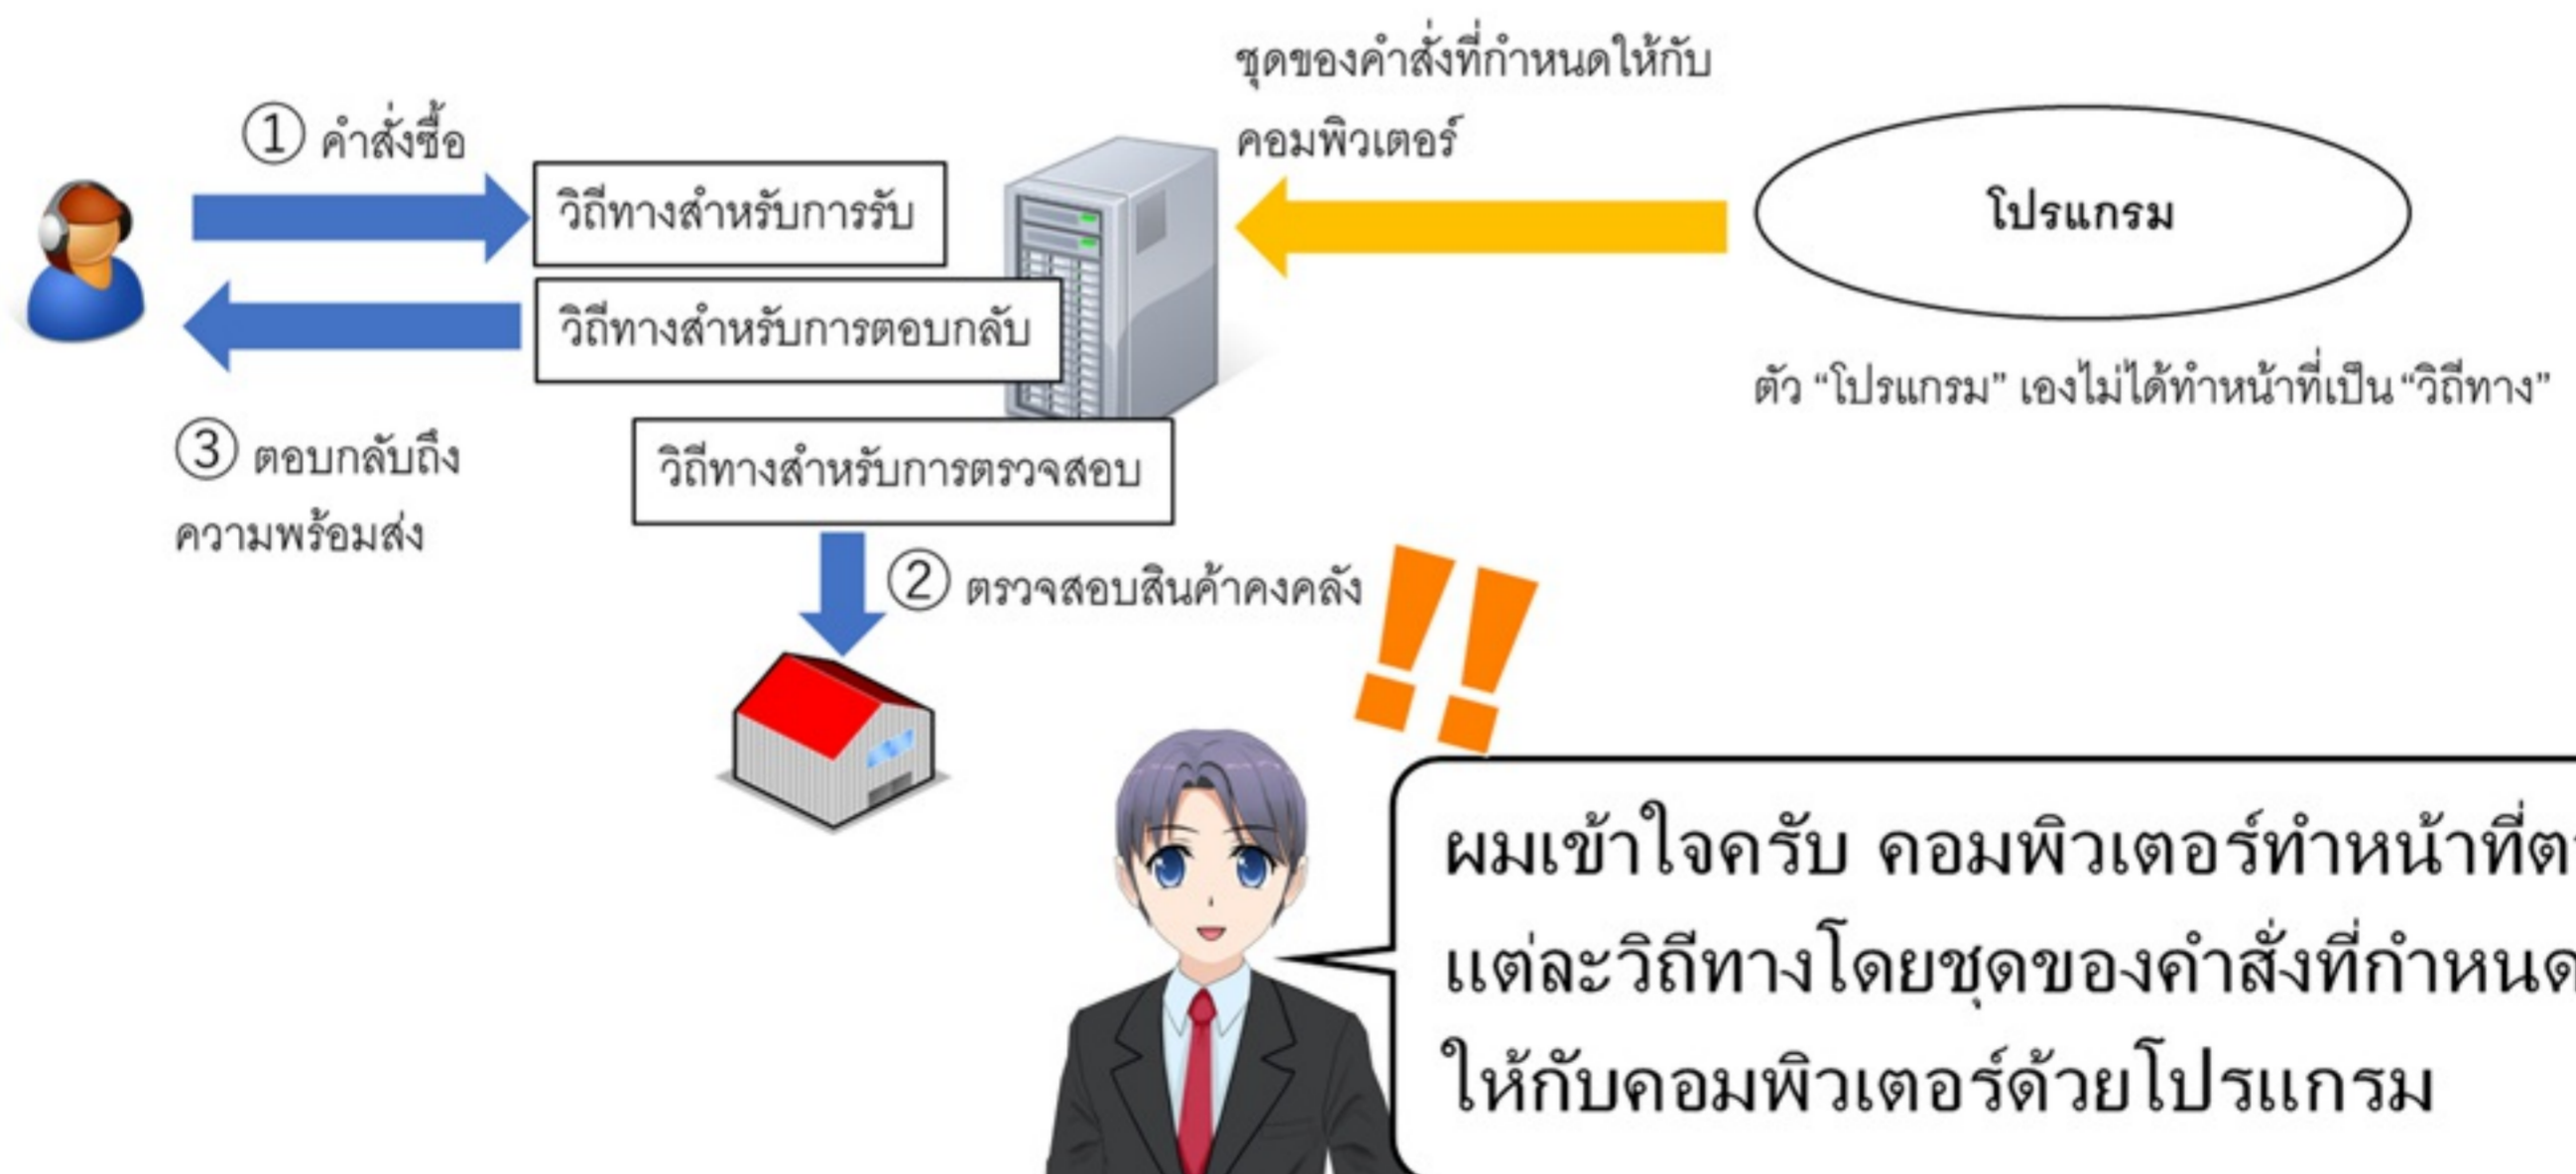 ชุดของคำสั่งที่กำหนดให้กับ
คอมพิวเตอร์
① คำสั่งซื้อ
วิถีทางสำหรับการรับ
โปรแกรม
วิถีทางสำหรับการตอบกลับ
ตัว “โปรแกรม” เองไม่ได้ทำหน้าที่เป็น “วิถีทาง”
③ ตอบกลับถึง
ความพร้อมส่ง
วิถีทางสำหรับการตรวจสอบ
② ตรวจสอบสินค้าคงคลัง
!!
ผมเข้าใจครับ คอมพิวเตอร์ทำหน้าที่
แต่ละวิถีทางโดยชุดของคำสั่งที่กำหนด
ให้กับคอมพิวเตอร์ด้วยโปรแกรม